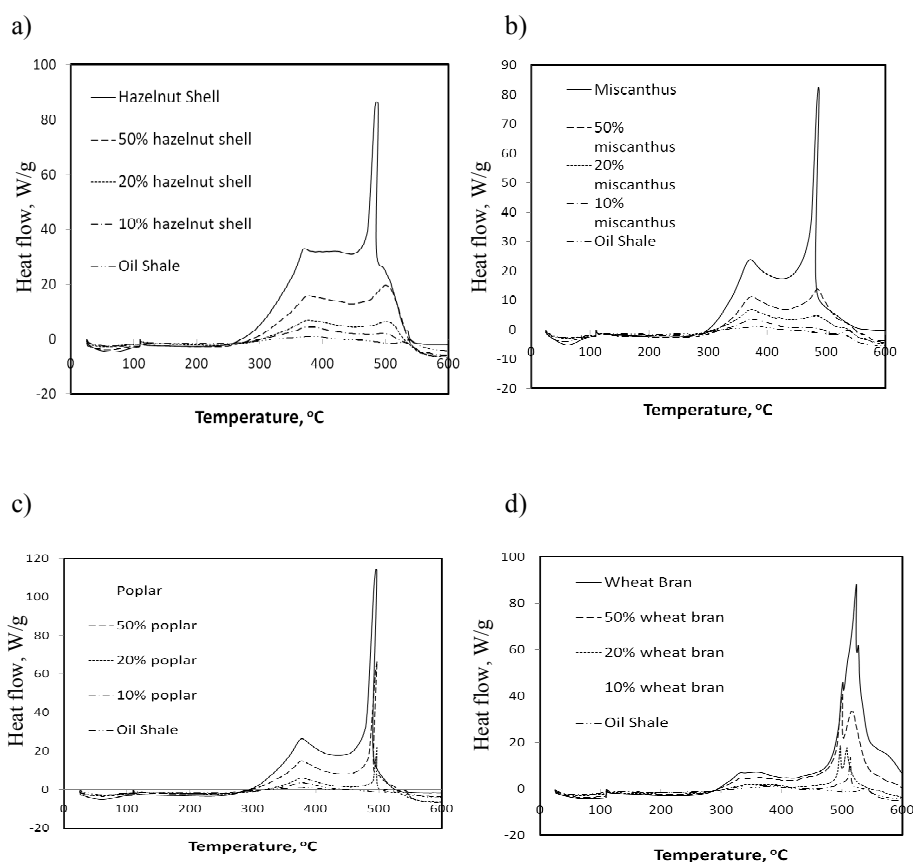 a)
100
80
60
40
20
0
-20
Heat flow, W/g
Hazelnut Shell
50% hazelnut shell
20% hazelnut shell
10% hazelnut shell
Oil Shale
0 100 200 300 400 500 600
Temperature, °C
b)
90
80
70
60
50
40
30
20
10
0
-10
-20
Heat flow, W/g
Miscanthus
50%
miscanthus
20%
miscanthus
10%
miscanthus
Oil Shale
0 100 200 300 400 500 600
Temperature, °C
c)
120
100
80
60
40
20
0
-20
Heat flow, W/g
Poplar
50% poplar
20% poplar
10% poplar
Oil Shale
0 100 200 300 400 500 600
Temperature, °C
d)
100
80
60
40
20
0
-20
Heat flow, W/g
Wheat Bran
50% wheat bran
20% wheat bran
10% wheat bran
Oil Shale
0 100 200 300 400 500 600
Temperature, °C